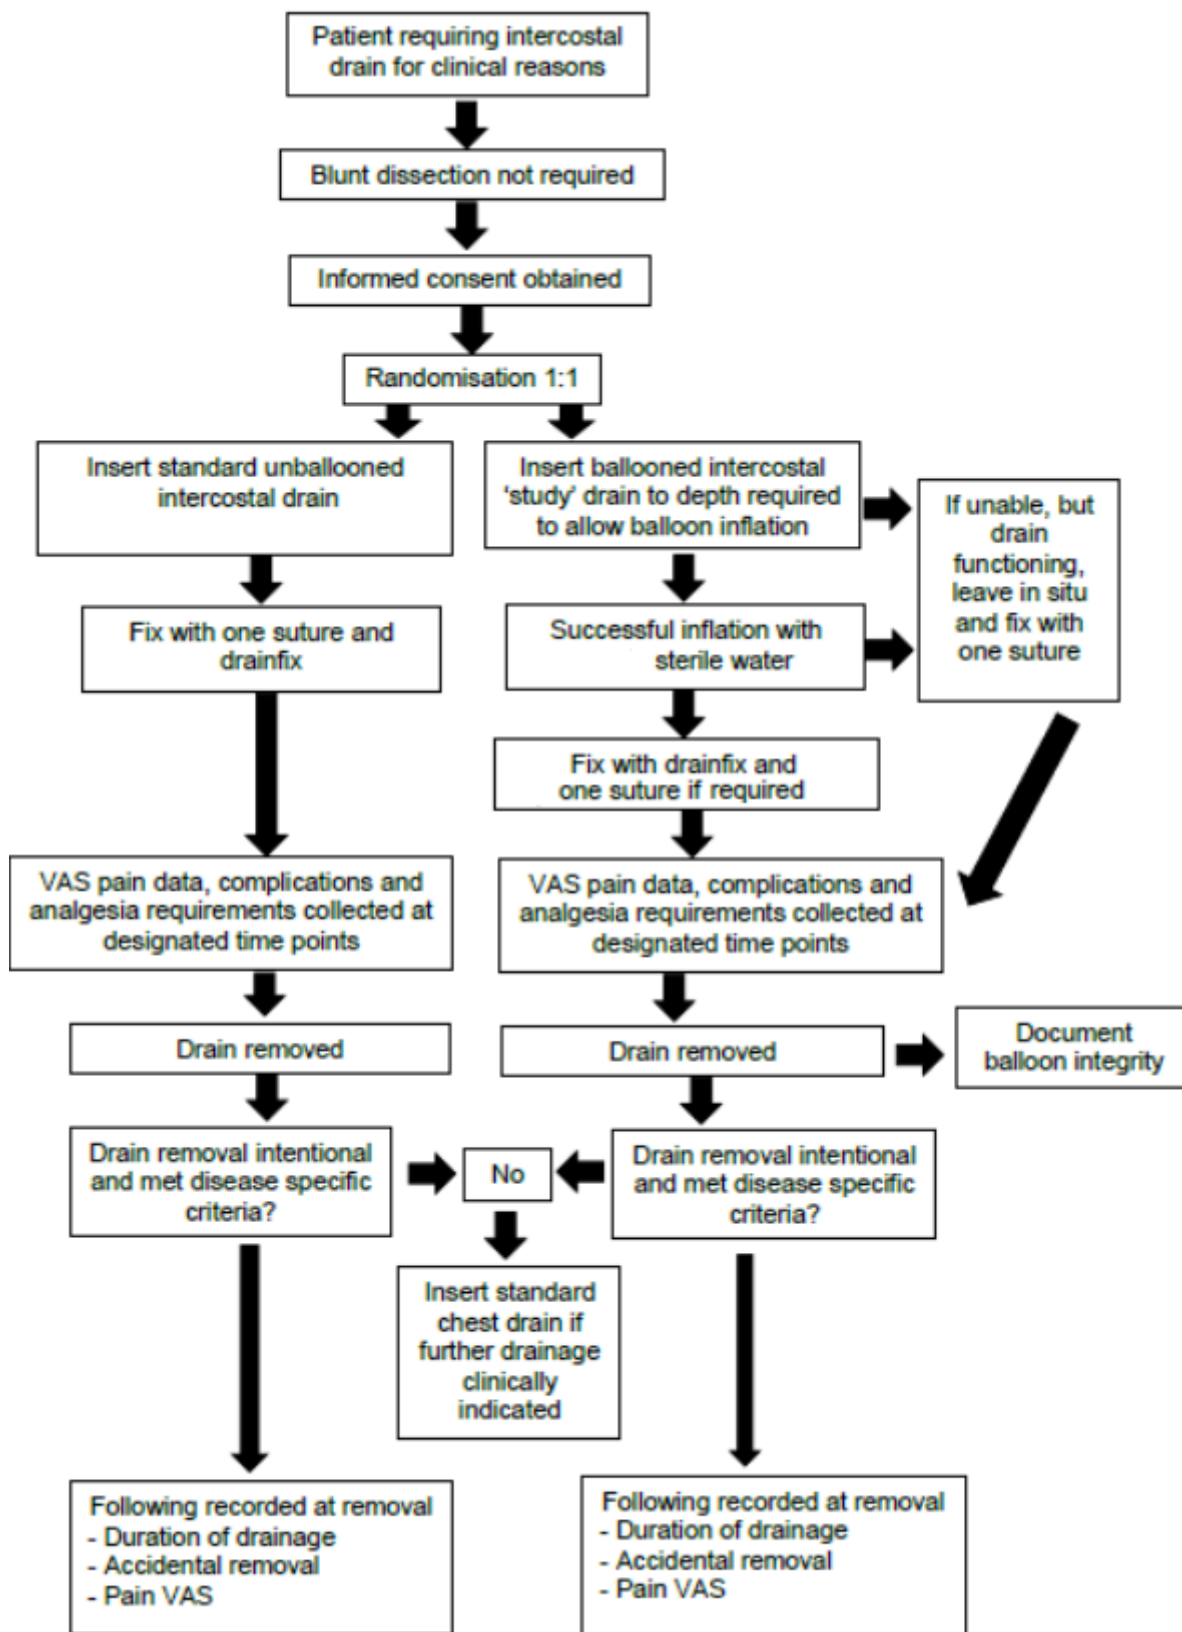 Patient requiring intercostal
drain for clinical reasons
Blunt dissection not required
Informed consent obtained
Randomisation 1:1
Insert standard unballooned
intercostal drain
Insert ballooned intercostal
‘study’ drain to depth required
to allow balloon inflation
If unable, but
drain
functioning,
leave in situ
and fix with
one suture
Fix with one suture and
drainfix
Successful inflation with
sterile water
Fix with drainfix and
one suture if required
VAS pain data, complications and
analgesia requirements collected at
designated time points
VAS pain data, complications and
analgesia requirements collected at
designated time points
Drain removed
Drain removed
Document
balloon integrity
Drain removal intentional
and met disease specific
criteria?
No
Drain removal intentional
and met disease specific
criteria?
Insert standard
chest drain if
further drainage
clinically
indicated
Following recorded at removal
- Duration of drainage
- Accidental removal
- Pain VAS
Following recorded at removal
- Duration of drainage
- Accidental removal
- Pain VAS